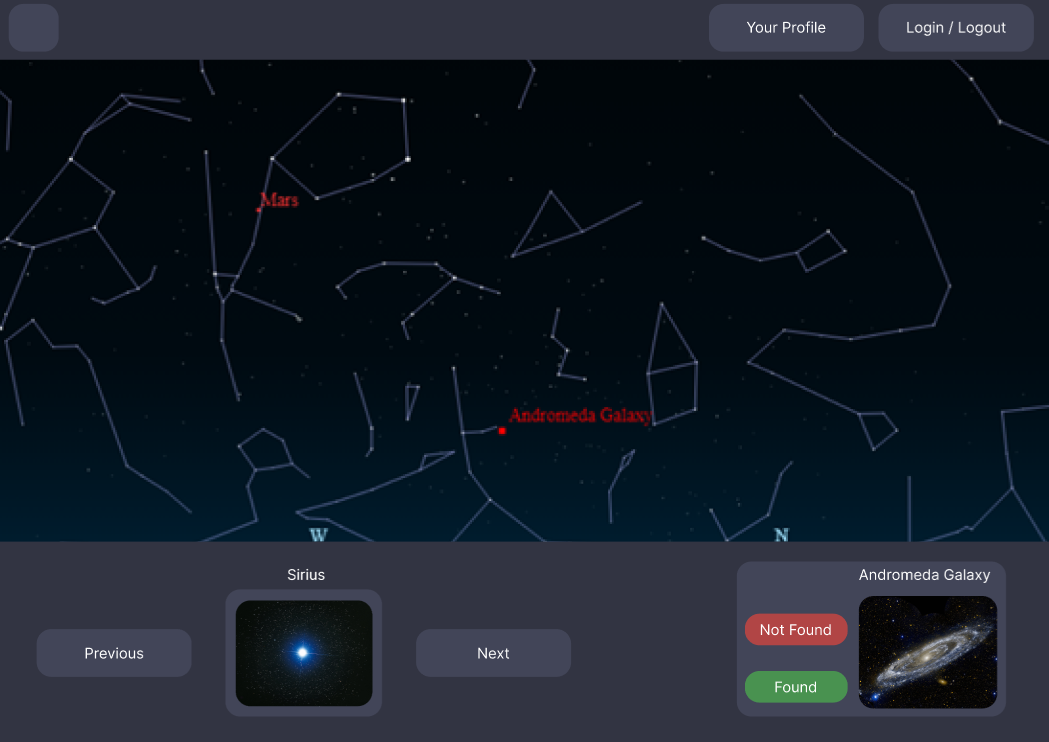 Your Profile
Login / Logout
Mars
Andromeda Galaxy
W
N
Sirius
Previous
Next
Andromeda Galaxy
Not Found
Found